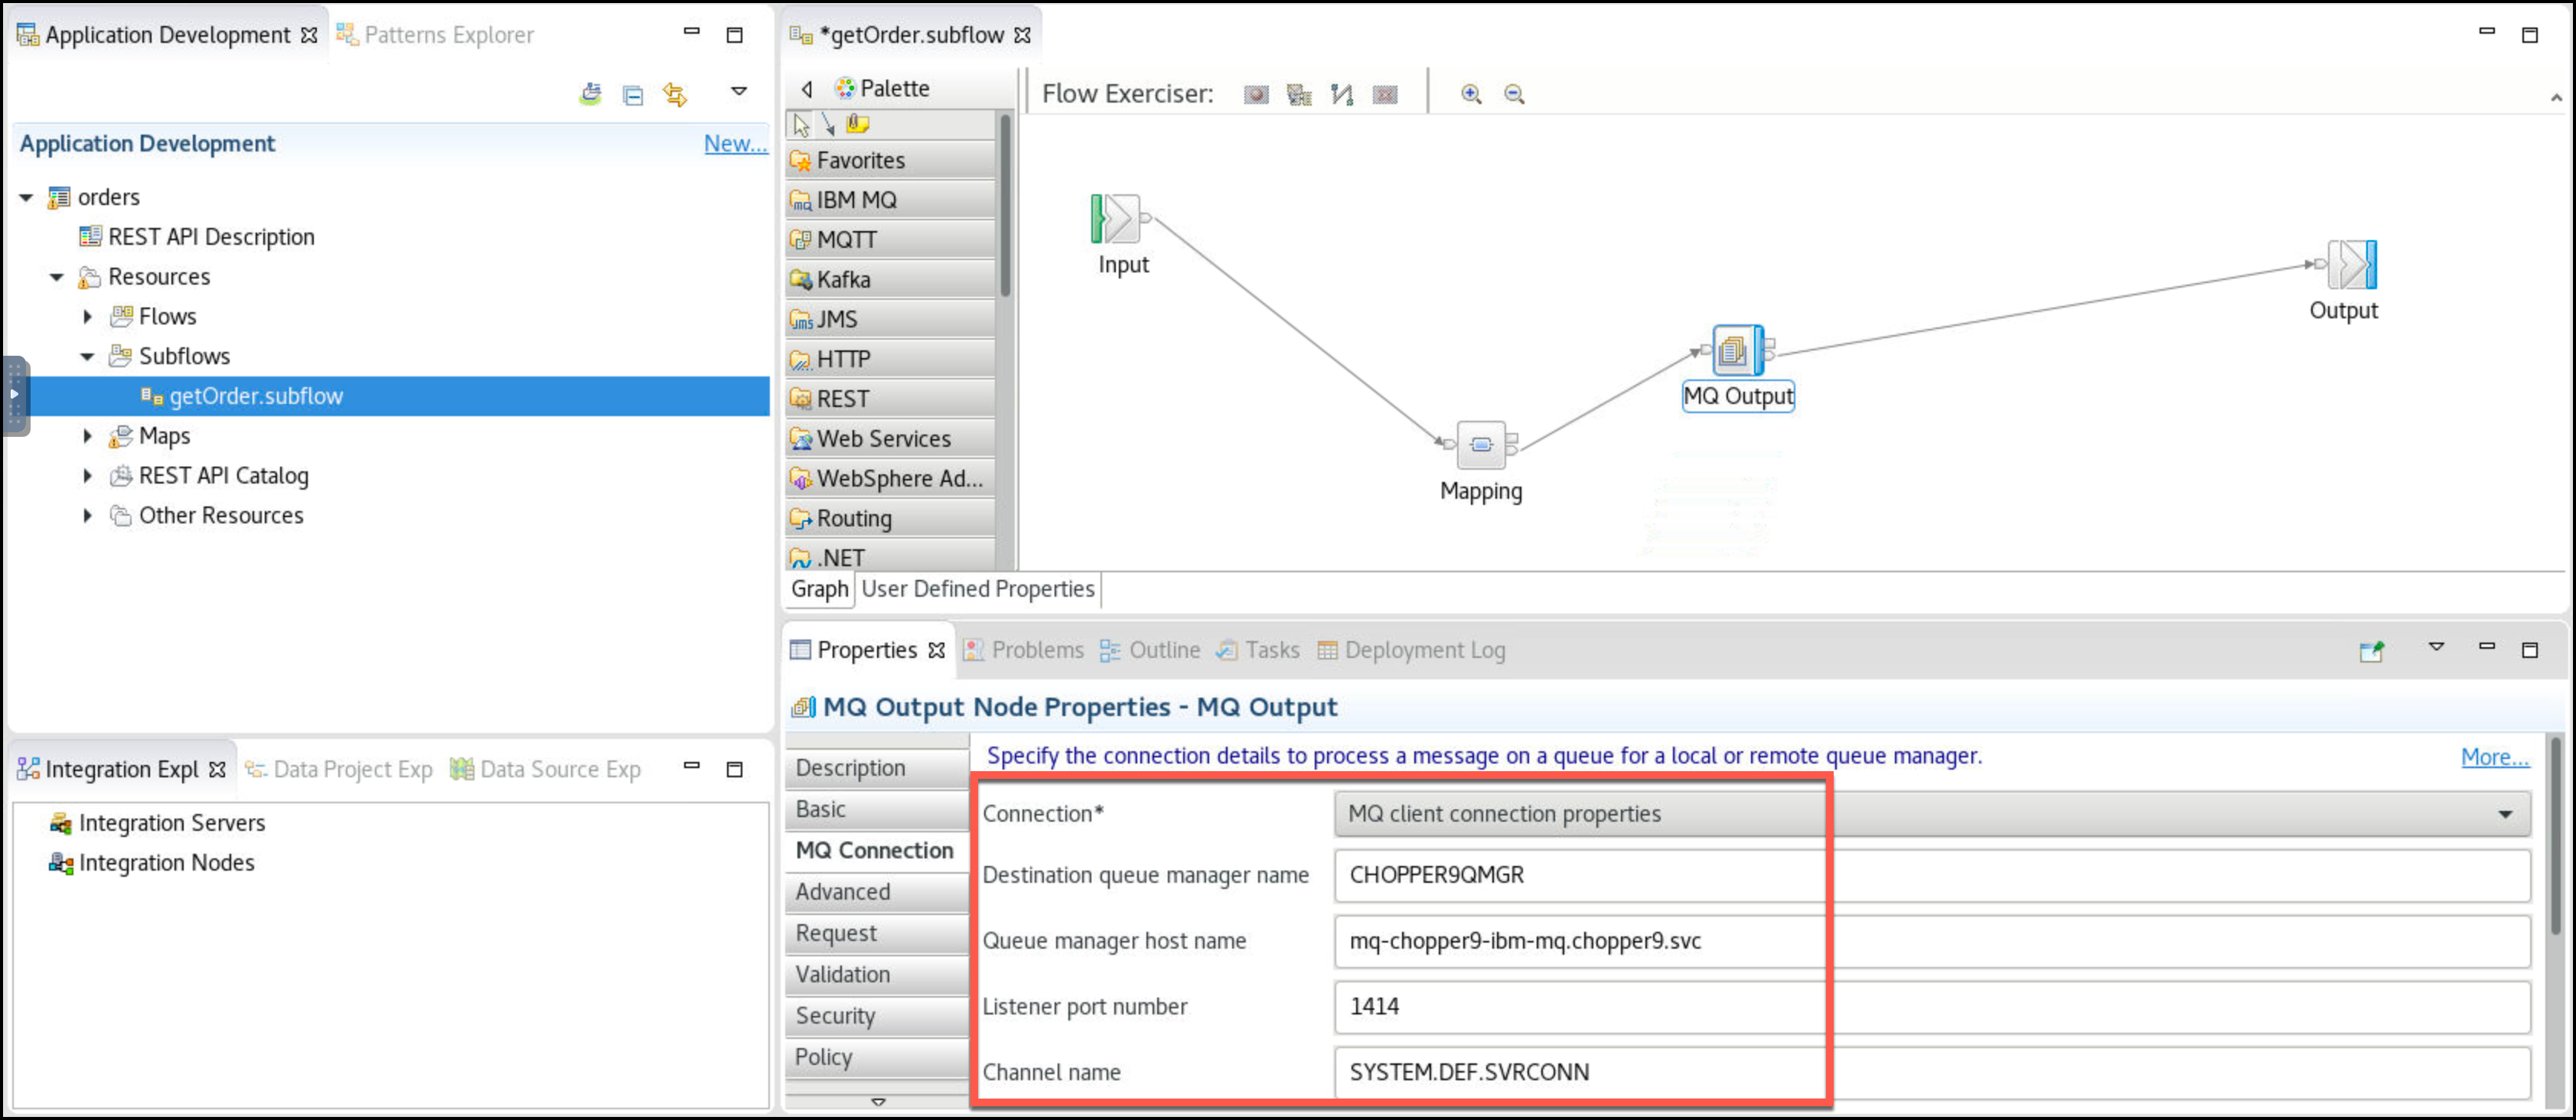 Application Development
Patterns Explorer
Application Development
New...
orders
REST API Description
Resources
Flows
Subflows
getOrder.subflow
Maps
REST API Catalog
Other Resources
Integration Expl
Data Project Exp
Data Source Exp
Integration Servers
Integration Nodes
*getOrder.subflow
Palette
Flow Exerciser:
Favorites
IBM MQ
MQTT
Kafka
JMS
HTTP
REST
Web Services
WebSphere Ad...
Routing
.NET
Input
Mapping
MQ Output
Output
Graph
User Defined Properties
Properties
Problems
Outline
Tasks
Deployment Log
MQ Output Node Properties - MQ Output
Description
Basic
MQ Connection
Advanced
Request
Validation
Security
Policy
Specify the connection details to process a message on a queue for a local or remote queue manager.
More...
Connection* MQ client connection properties
Destination queue manager name CHOPPER9QMGR
Queue manager host name mq-chopper9-ibm-mq.chopper9.svc
Listener port number 1414
Channel name SYSTEM.DEF.SVRCONN